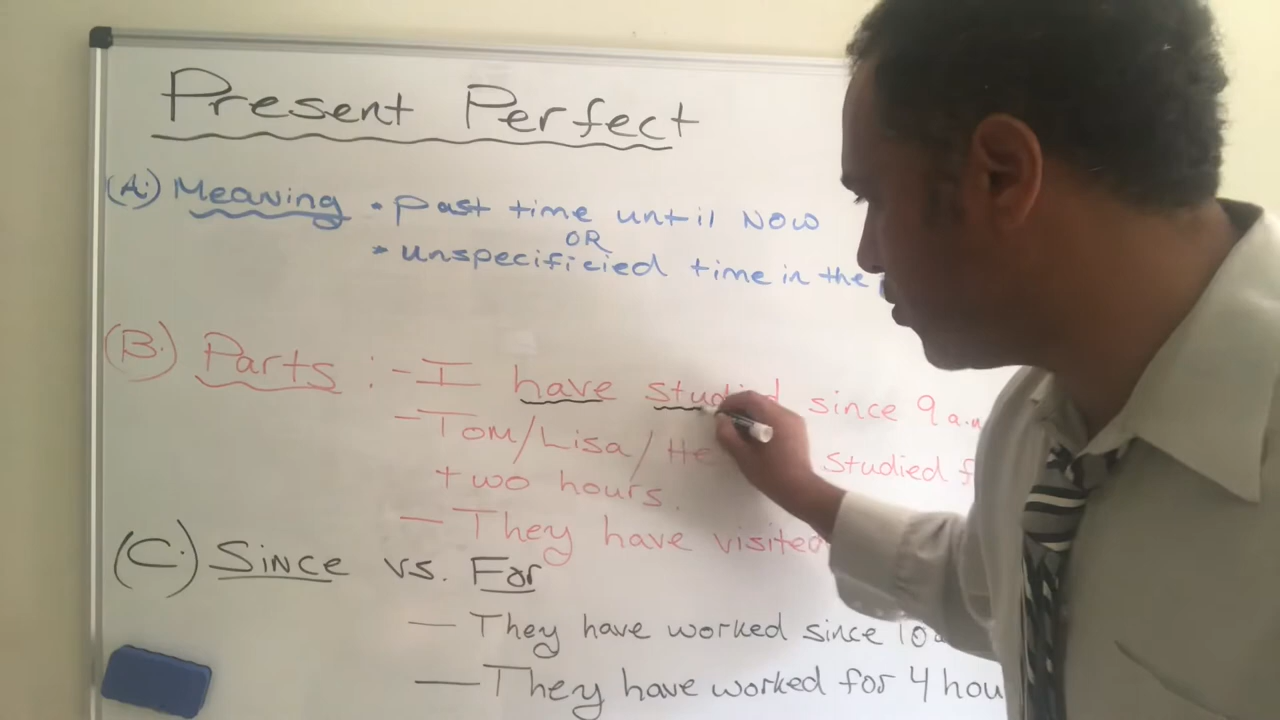 Present Perfect
(A.) Meaning • past time until NOW
OR
* unspecificied time in the
(B.) Parts : - I have studied since 9 a.m
- Tom/Lisa/He studied
two hours.
- They have visited
(C.) Since vs. For
- They have worked since 10
- They have worked for 4 hou